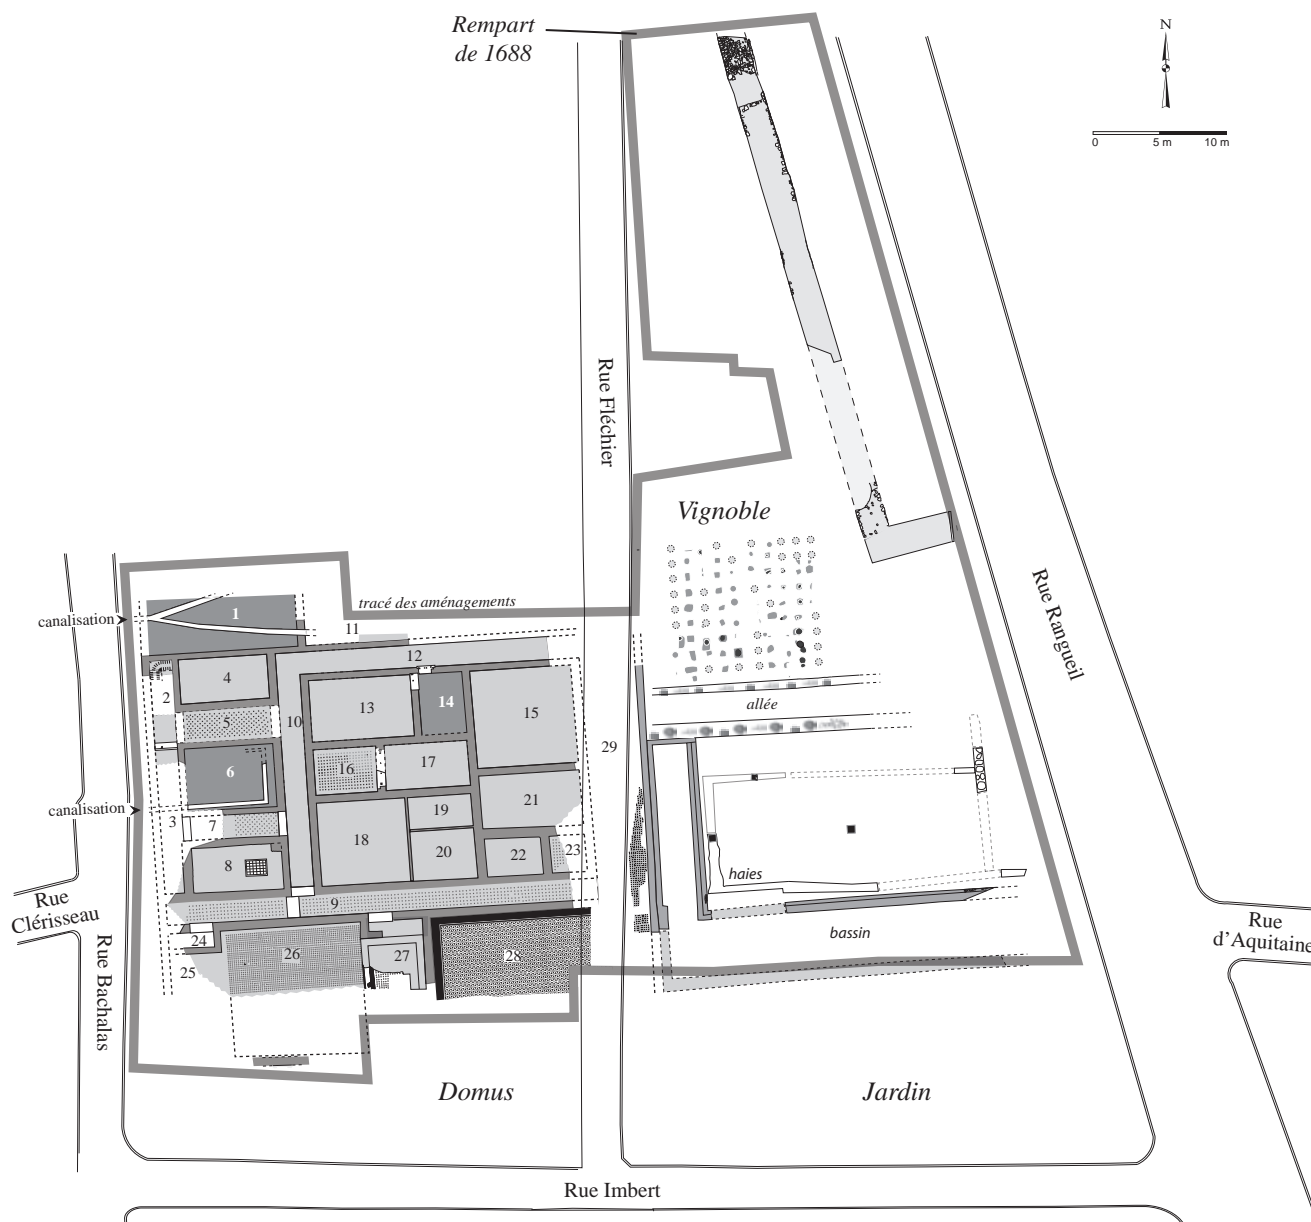 Rempart
de 1688
N
0 5 m 10 m
Rue Fléchier
Vignoble
Rue Rangueil
tracé des aménagements
canalisation
1
11
12
4
2
10
13
14
15
5
allée
29
6
16
17
canalisation
3
7
19
21
18
8
20
22
23
haies
Rue
Clérisseau
9
Rue
d'Aquitaine
24
26
27
28
bassin
25
Rue Bachalas
Domus
Jardin
Rue Imbert